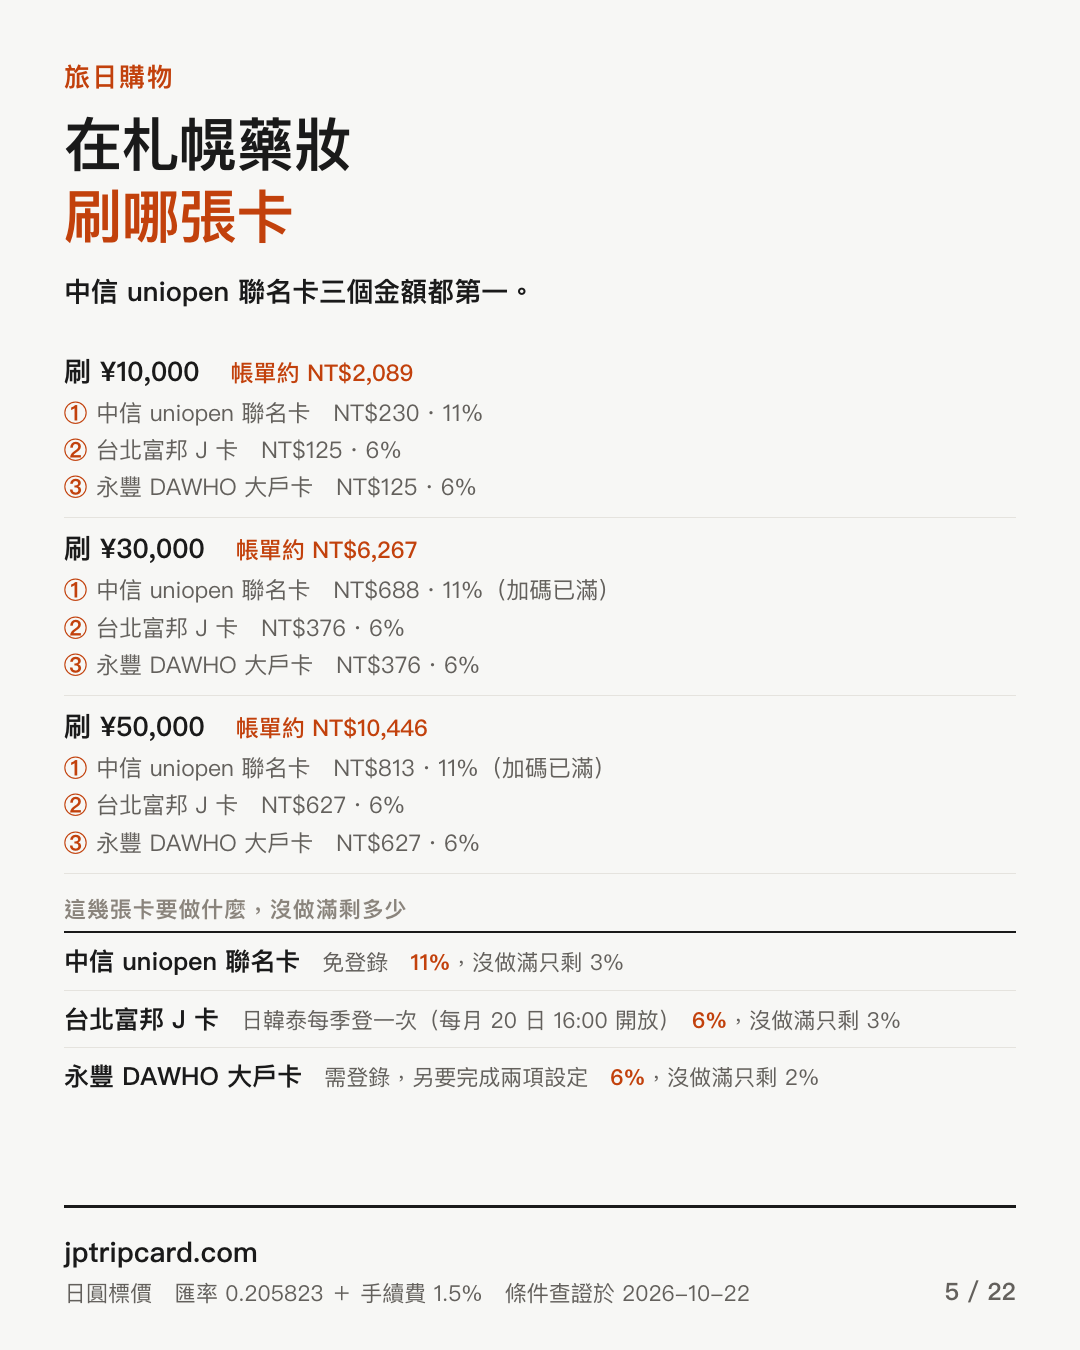 旅日購物
在札幌藥妝
刷哪張卡
中信 uniopen 聯名卡三個金額都第一。
刷 ¥10,000 帳單約 NT$2,089
① 中信 uniopen 聯名卡 NT$230 · 11%
② 台北富邦 J 卡 NT$125 · 6%
③ 永豐 DAWHO 大戶卡 NT$125 · 6%
刷 ¥30,000 帳單約 NT$6,267
① 中信 uniopen 聯名卡 NT$688 · 11%（加碼已滿）
② 台北富邦 J 卡 NT$376 · 6%
③ 永豐 DAWHO 大戶卡 NT$376 · 6%
刷 ¥50,000 帳單約 NT$10,446
① 中信 uniopen 聯名卡 NT$813 · 11%（加碼已滿）
② 台北富邦 J 卡 NT$627 · 6%
③ 永豐 DAWHO 大戶卡 NT$627 · 6%
這幾張卡要做什麼，沒做滿剩多少
中信 uniopen 聯名卡 免登錄 11%，沒做滿只剩 3%
台北富邦 J 卡 日韓泰每季登一次（每月 20 日 16:00 開放） 6%，沒做滿只剩 3%
永豐 DAWHO 大戶卡 需登錄，另要完成兩項設定 6%，沒做滿只剩 2%
jptripcard.com
日圓標價 匯率 0.205823 ＋ 手續費 1.5% 條件查證於 2026-10-22
5 / 22